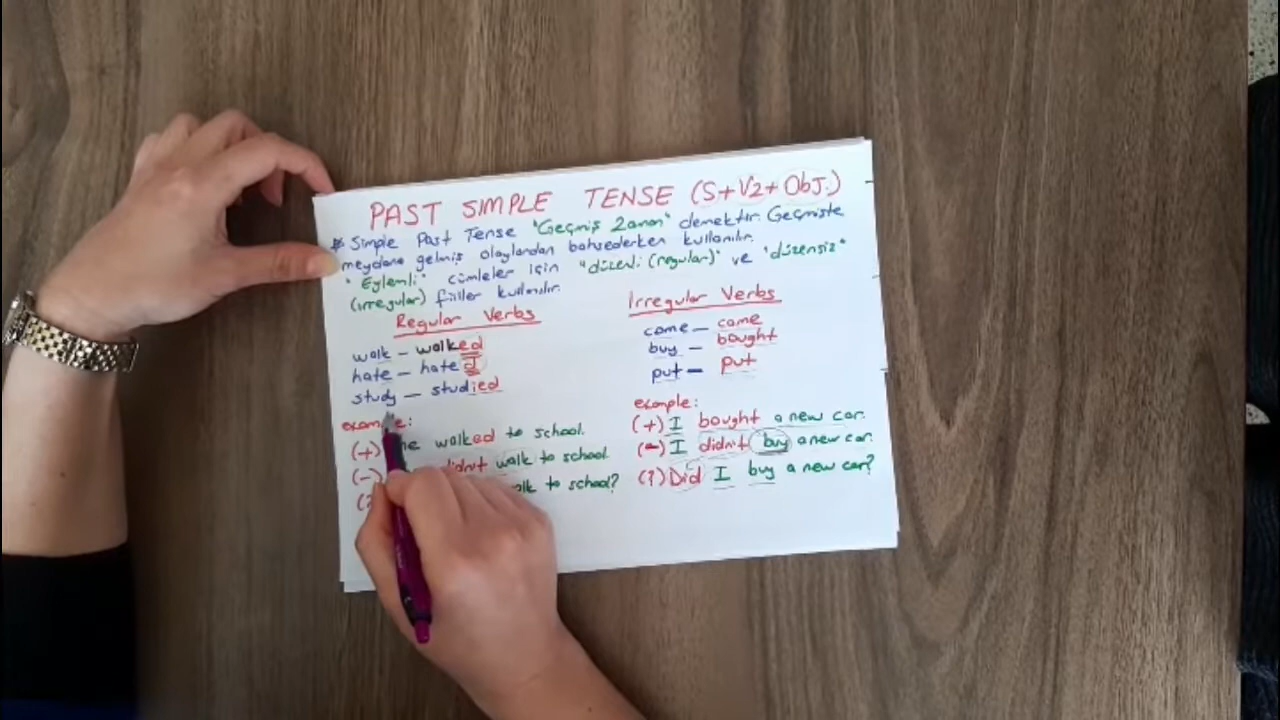 PAST SIMPLE TENSE (S+V2+ObJ.)
* Simple Past Tense "Geçmiş Zaman" demektir. Geçmişte
meydana gelmiş olaylardan bahsederken kullanılır.
"Eylemli" cümleler için "düzenli (regular)" ve "düzensiz"
(irregular) fiiller kullanılır.
Regular Verbs
walk – walked
hate – hated
study – studied
example:
(+) walked to school.
(-) didn't walk to school.
(? walk to school?
Irregular Verbs
come – came
buy – bought
put – put
example:
(+) I bought a new car.
(-) I didn't buy a new car.
(?) Did I buy a new car?